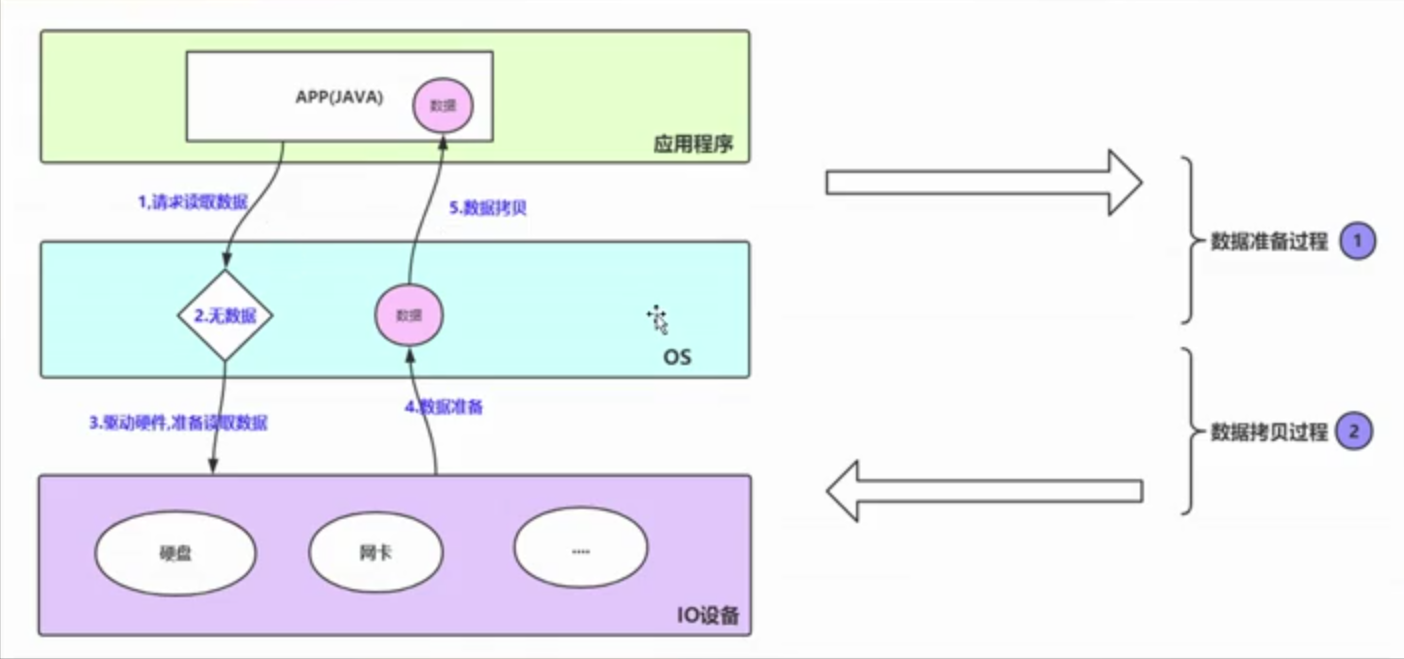 APP(JAVA)
数据
应用程序
1,请求读取数据
5.数据拷贝
数据准备过程
1
2.无数据
数据
OS
3.驱动硬件,准备读取数据
4.数据准备
数据拷贝过程
2
硬盘
网卡
....
IO设备